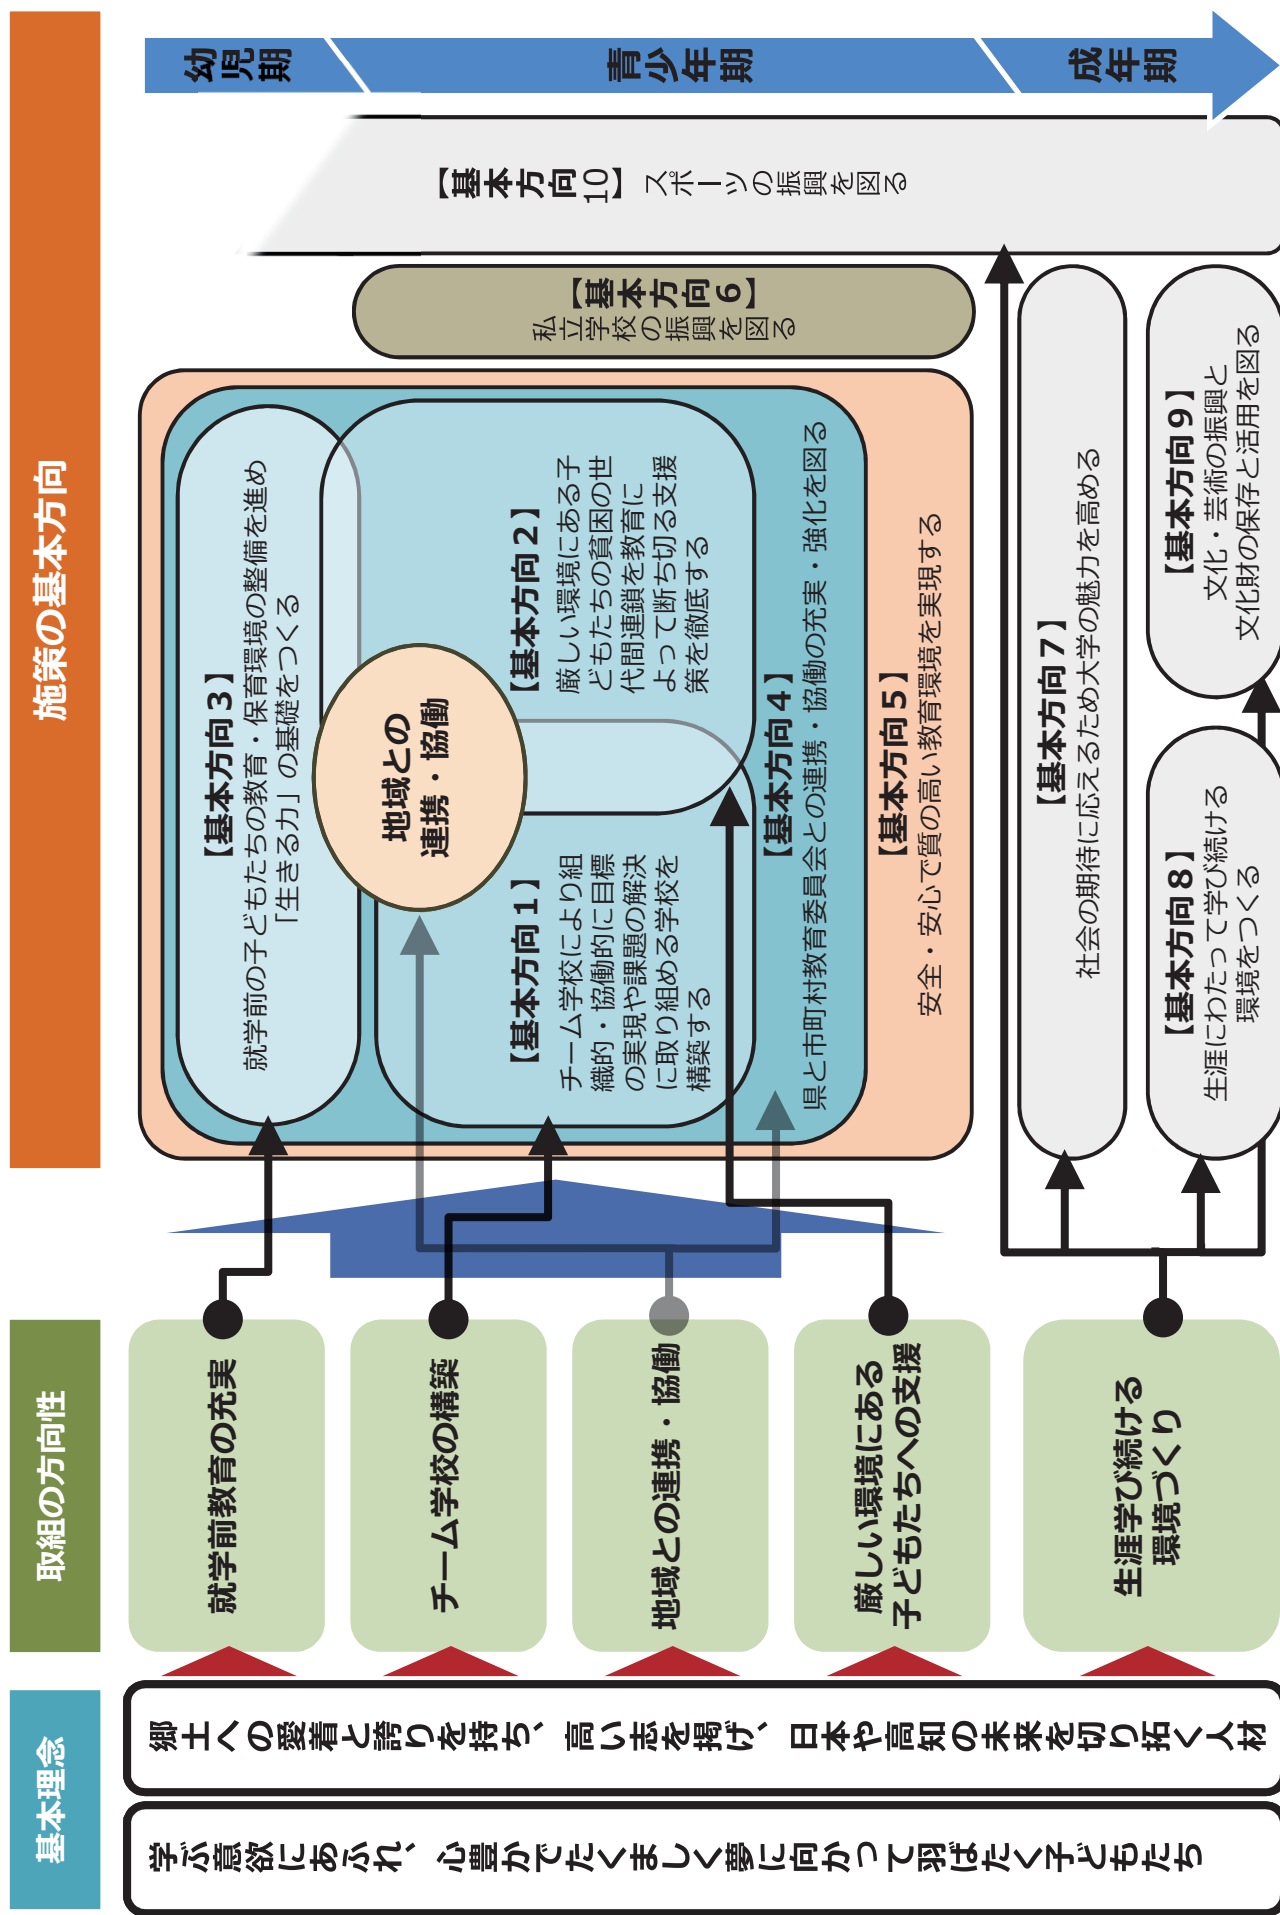 基本理念
学ぶ意欲にあふれ、心豊かでたくましく夢に向かって羽ばたく子どもたち
郷土への愛着と誇りを持ち、高い志を掲げ、日本や高知の未来を切り拓く人材
取組の方向性
就学前教育の充実
チーム学校の構築
地域との連携・協働
厳しい環境にある
子どもたちへの支援
生涯学び続ける
環境づくり
施策の基本方向
幼児期
青少年期
成年期
【基本方向10】スポーツの振興を図る
【基本方向６】
私立学校の振興を図る
【基本方向３】
就学前の子どもたちの教育・保育環境の整備を進め
「生きる力」の基礎をつくる
地域との
連携・協働
【基本方向１】
チーム学校により組
織的・協働的に目標
の実現や課題の解決
に取り組める学校を
構築する
【基本方向２】
厳しい環境にある子
どもたちの貧困の世
代間連鎖を教育に
よって断ち切る支援
策を徹底する
【基本方向４】
県と市町村教育委員会との連携・協働の充実・強化を図る
【基本方向５】
安全・安心で質の高い教育環境を実現する
【基本方向７】
社会の期待に応えるため大学の魅力を高める
【基本方向８】
生涯にわたって学び続ける
環境をつくる
【基本方向９】
文化・芸術の振興と
文化財の保存と活用を図る